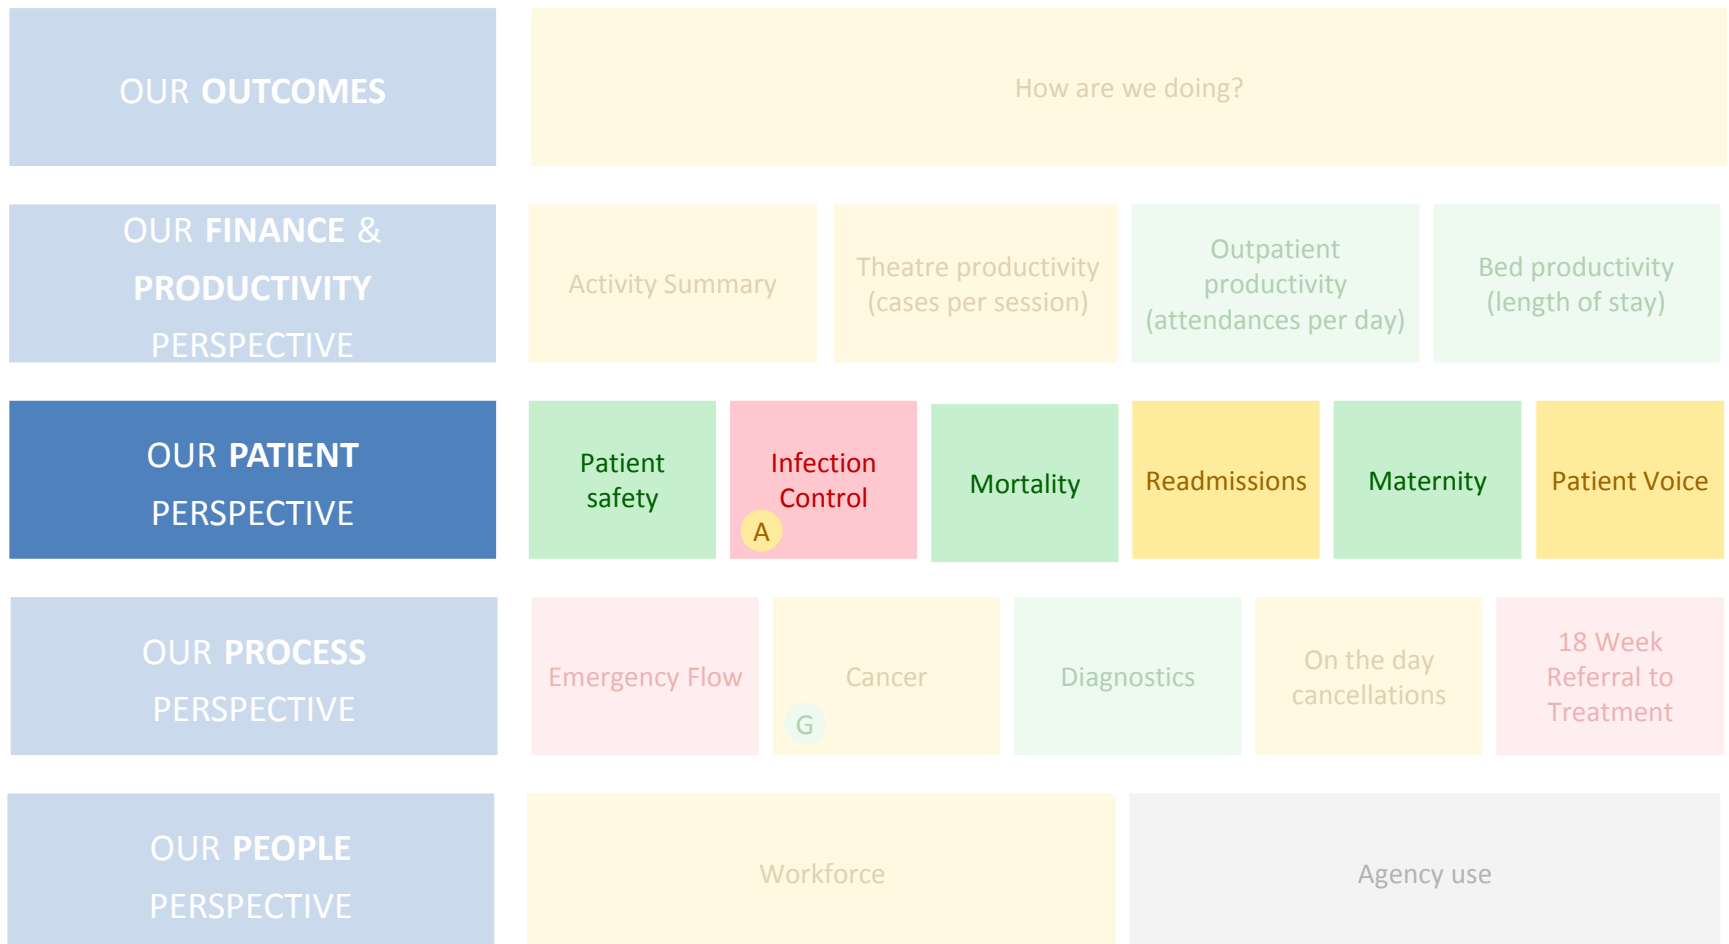 OUR OUTCOMES
How are we doing?
OUR FINANCE &
PRODUCTIVITY
PERSPECTIVE
Activity Summary
Theatre productivity
(cases per session)
Outpatient
productivity
(attendances per day)
Bed productivity
(length of stay)
OUR PATIENT
PERSPECTIVE
Patient
safety
Infection
Control
A
Mortality
Readmissions
Maternity
Patient Voice
OUR PROCESS
PERSPECTIVE
Emergency Flow
Cancer
G
Diagnostics
On the day
cancellations
18 Week
Referral to
Treatment
OUR PEOPLE
PERSPECTIVE
Workforce
Agency use